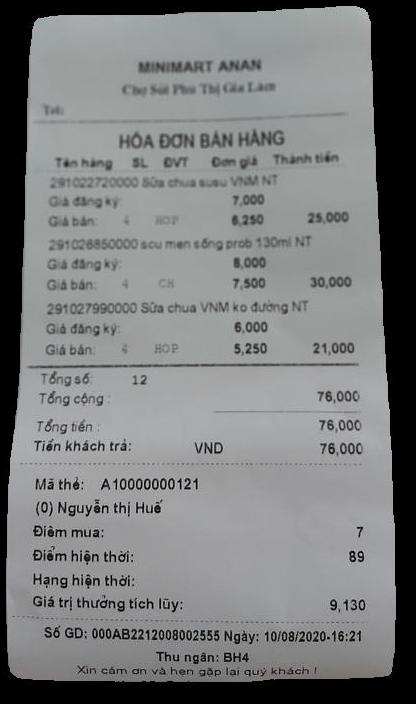 MINIMART ANAN
Chợ Sủi Phú Thị Gia Lâm
Tel:
HÓA ĐƠN BÁN HÀNG
Tên hàng SL ĐVT Đơn giá Thành tiền
291022720000 Sữa chua susu VNM NT
Giá đăng ký: 7,000
Giá bán: 4 HOP 6,250 25,000
291026850000 scu men sống prob 130ml NT
Giá đăng ký: 8,000
Giá bán: 4 CH 7,500 30,000
291027990000 Sữa chua VNM ko đường NT
Giá đăng ký: 6,000
Giá bán: 4 HOP 5,250 21,000
Tổng số: 12
Tổng cộng : 76,000
Tổng tiền : 76,000
Tiền khách trả: VND 76,000
Mã thẻ: A10000000121
(0) Nguyễn thị Huế
Điểm mua: 7
Điểm hiện thời: 89
Hạng hiện thời:
Giá trị thưởng tích lũy: 9,130
Số GD: 000AB2212008002555 Ngày: 10/08/2020-16:21
Thu ngân: BH4
Xin cám ơn và hẹn gặp lại quý khách !